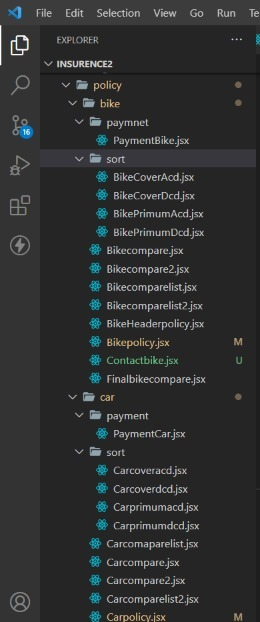 File Edit Selection View Go Run Te
EXPLORER ...
INSURENCE2
policy
bike
paymnet
PaymentBike.jsx
sort
BikeCoverAcd.jsx
BikeCoverDcd.jsx
BikePrimumAcd.jsx
BikePrimumDcd.jsx
Bikecompare.jsx
Bikecompare2.jsx
Bikecomparelist.jsx
Bikecomparelist2.jsx
BikeHeaderpolicy.jsx
Bikepolicy.jsx M
Contactbike.jsx U
Finalbikecompare.jsx
car
payment
PaymentCar.jsx
sort
Carcoveracd.jsx
Carcoverdcd.jsx
Carprimumacd.jsx
Carprimumdcd.jsx
Carcomaparelist.jsx
Carcompare.jsx
Carcompare2.jsx
Carcomparelist2.jsx
Carpolicy.jsx M
16